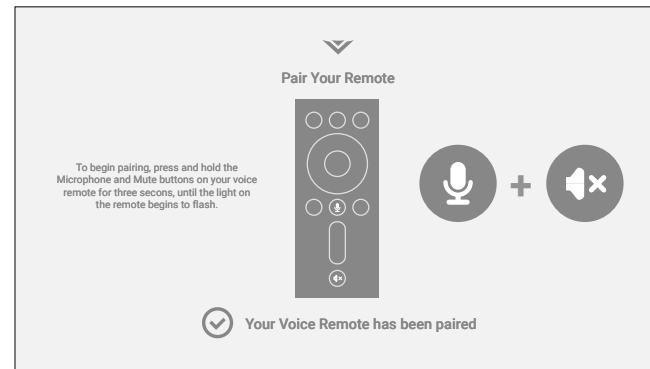 Pair Your Remote
To begin pairing, press and hold the
Microphone and Mute buttons on your voice
remote for three secons, until the light on
the remote begins to flash.
Your Voice Remote has been paired